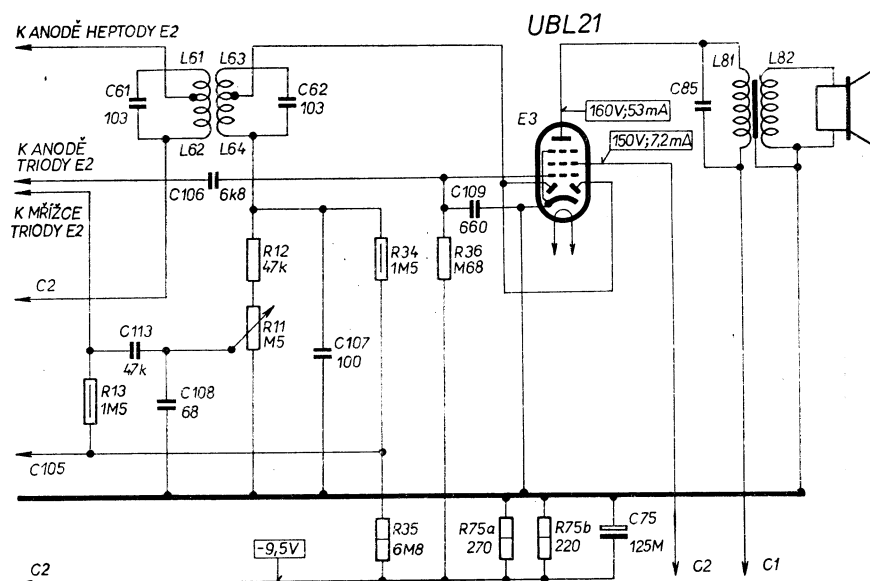 UBL21
K ANODĚ HEPTODY E2
L61
L63
L81
L82
C61
103
C62
103
C85
E3
160V;53mA
150V;7,2mA
L62
L64
K ANODĚ
TRIODY E2
C106
6k8
K MŘÍŽCE
TRIODY E2
C109
660
R12
47k
R34
1M5
R36
M68
C2
R11
M5
C113
47k
C107
100
R13
1M5
C108
68
C105
R35
6M8
R75a
270
R75b
220
C75
125M
-9,5V
C2
C2
C1